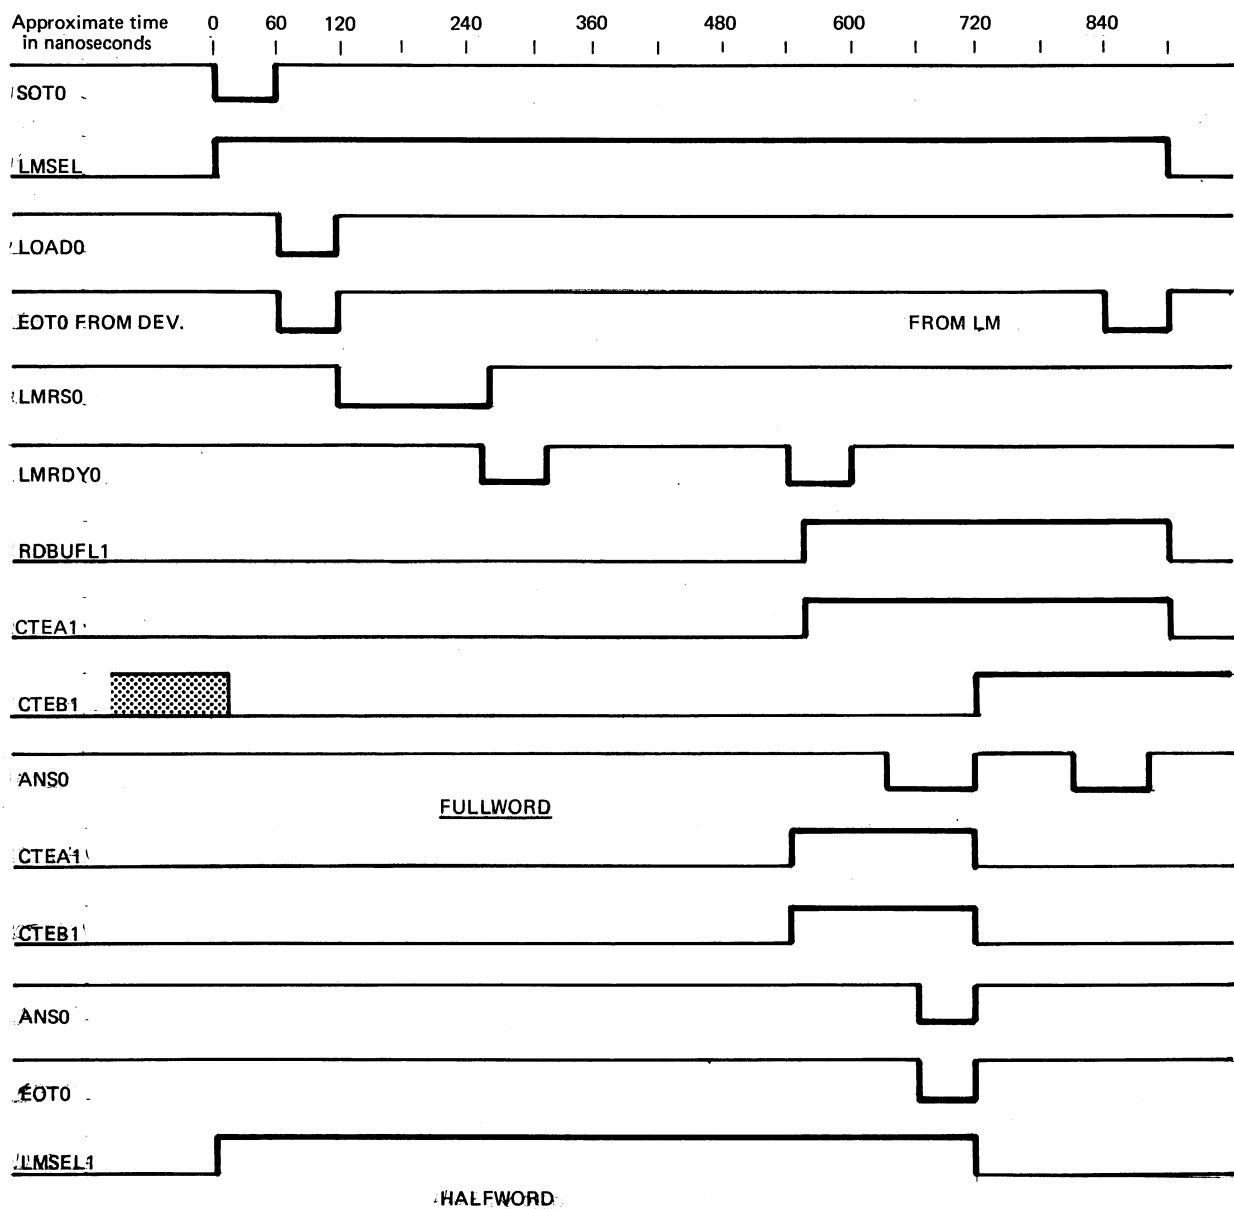 Approximate time 0 60 120 240 360 480 600 720 840
in nanoseconds
SOT0
LMSEL
LOAD0
EOT0 FROM DEV. FROM LM
LMRS0
LMRDY0
RDBUFL1
CTEA1
CTEB1
ANS0
FULLWORD
CTEA1
CTEB1
ANS0
EOT0
LMSEL1
HALFWORD